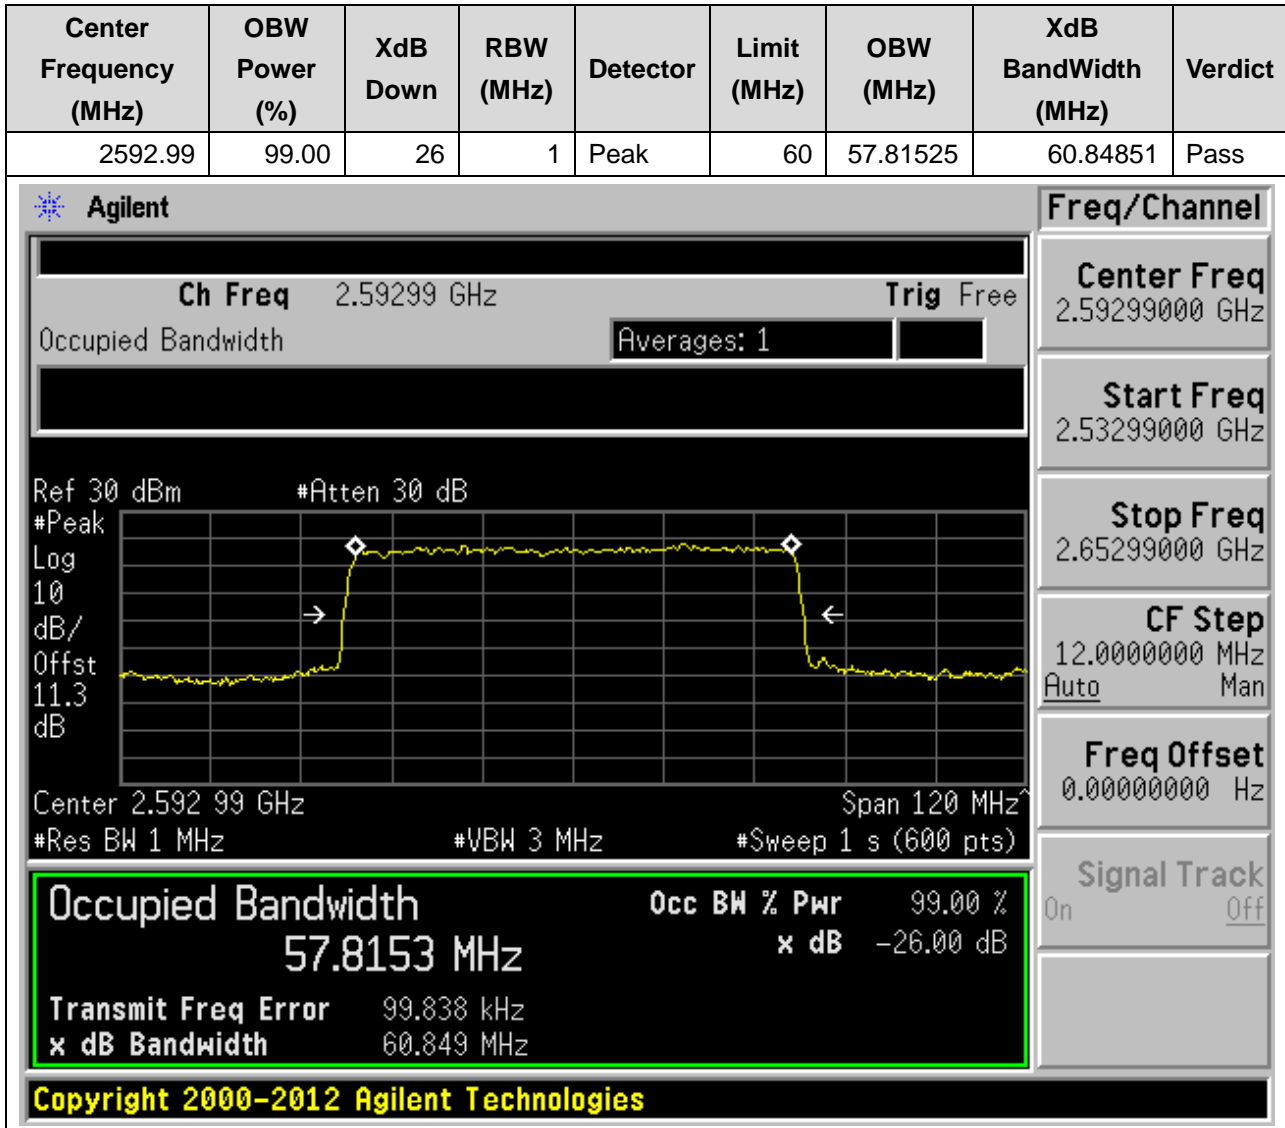 Center Frequency (MHz) OBW Power (%) XdB Down RBW (MHz) Detector Limit (MHz) OBW (MHz) XdB BandWidth (MHz) Verdict
2592.99 99.00 26 1 Peak 60 57.81525 60.84851 Pass
Agilent
Freq/Channel
Ch Freq 2.59299 GHz Trig Free
Occupied Bandwidth Averages: 1
Center Freq
2.59299000 GHz
Start Freq
2.53299000 GHz
Stop Freq
2.65299000 GHz
CF Step
12.0000000 MHz
Auto Man
Freq Offset
0.00000000 Hz
Signal Track
On Off
Ref 30 dBm #Atten 30 dB
#Peak
Log
10
dB/
Offst
11.3
dB
Center 2.592 99 GHz Span 120 MHz^
#Res BW 1 MHz #VBW 3 MHz #Sweep 1 s (600 pts)
Occupied Bandwidth
57.8153 MHz
Occ BW % Pwr 99.00 %
x dB -26.00 dB
Transmit Freq Error 99.838 kHz
x dB Bandwidth 60.849 MHz
Copyright 2000-2012 Agilent Technologies